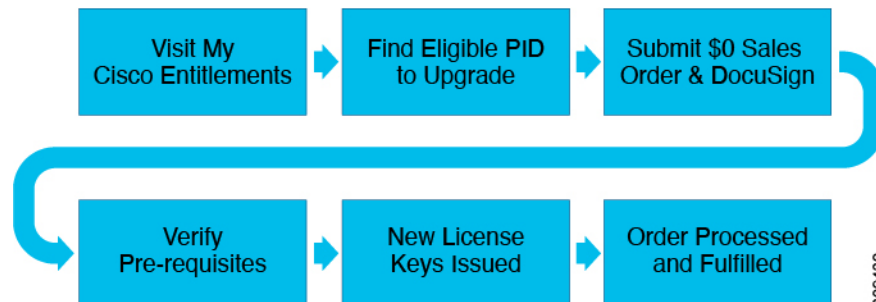 Visit My
Cisco Entitlements
Find Eligible PID
to Upgrade
Submit $0 Sales
Order & DocuSign
Verify
Pre-requisites
New License
Keys Issued
Order Processed
and Fulfilled